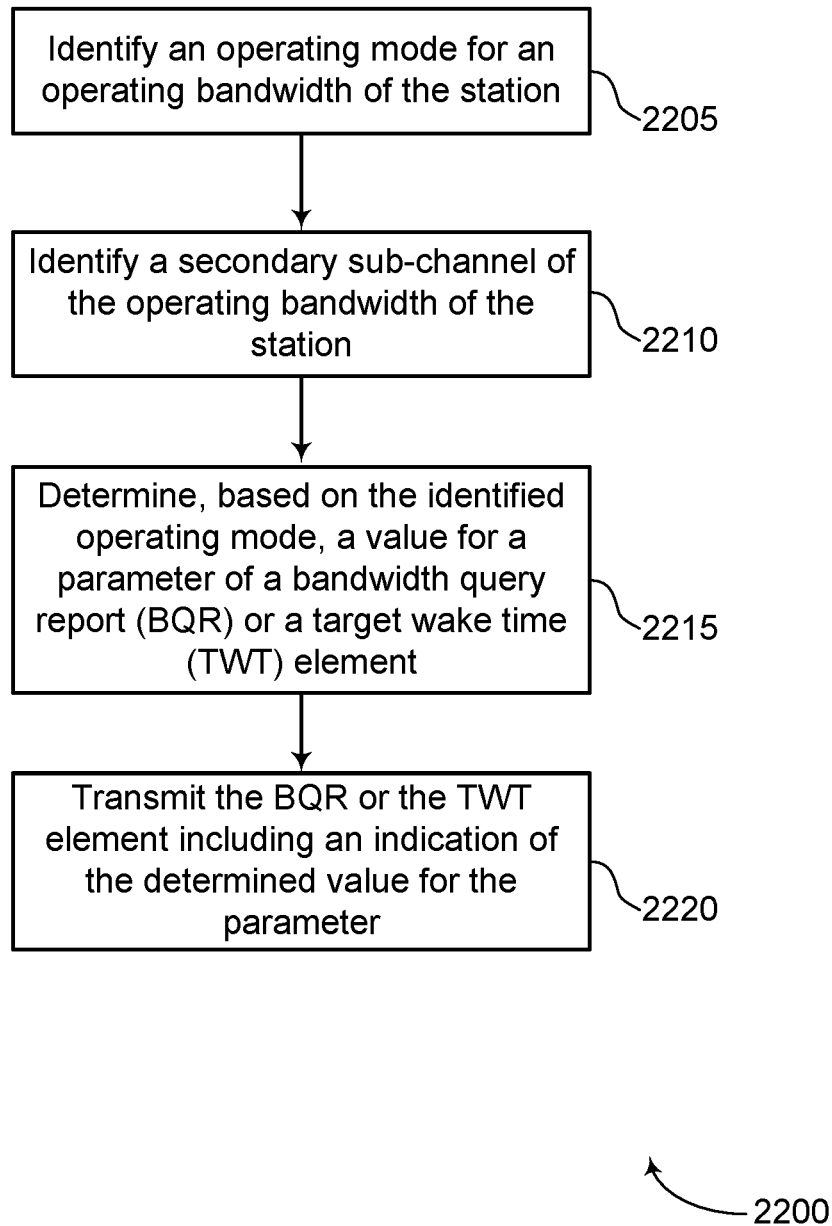 Identify an operating mode for an
operating bandwidth of the station
2205
Identify a secondary sub-channel of
the operating bandwidth of the
station
2210
Determine, based on the identified
operating mode, a value for a
parameter of a bandwidth query
report (BQR) or a target wake time
(TWT) element
2215
Transmit the BQR or the TWT
element including an indication of
the determined value for the
parameter
2220
2200